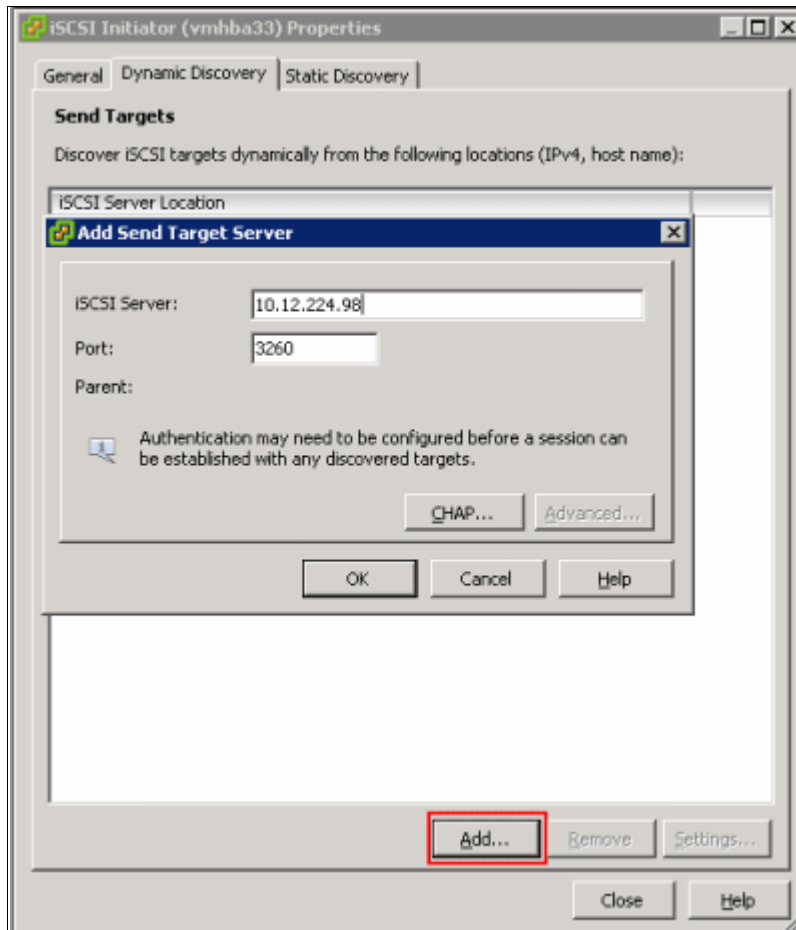 iSCSI Initiator (vmhba33) Properties
General Dynamic Discovery Static Discovery
Send Targets
Discover iSCSI targets dynamically from the following locations (IPv4, host name):
iSCSI Server Location
Add Send Target Server
iSCSI Server: 10.12.224.98
Port: 3260
Parent:
Authentication may need to be configured before a session can
be established with any discovered targets.
CHAP... Advanced...
OK Cancel Help
Add... Remove Settings...
Close Help